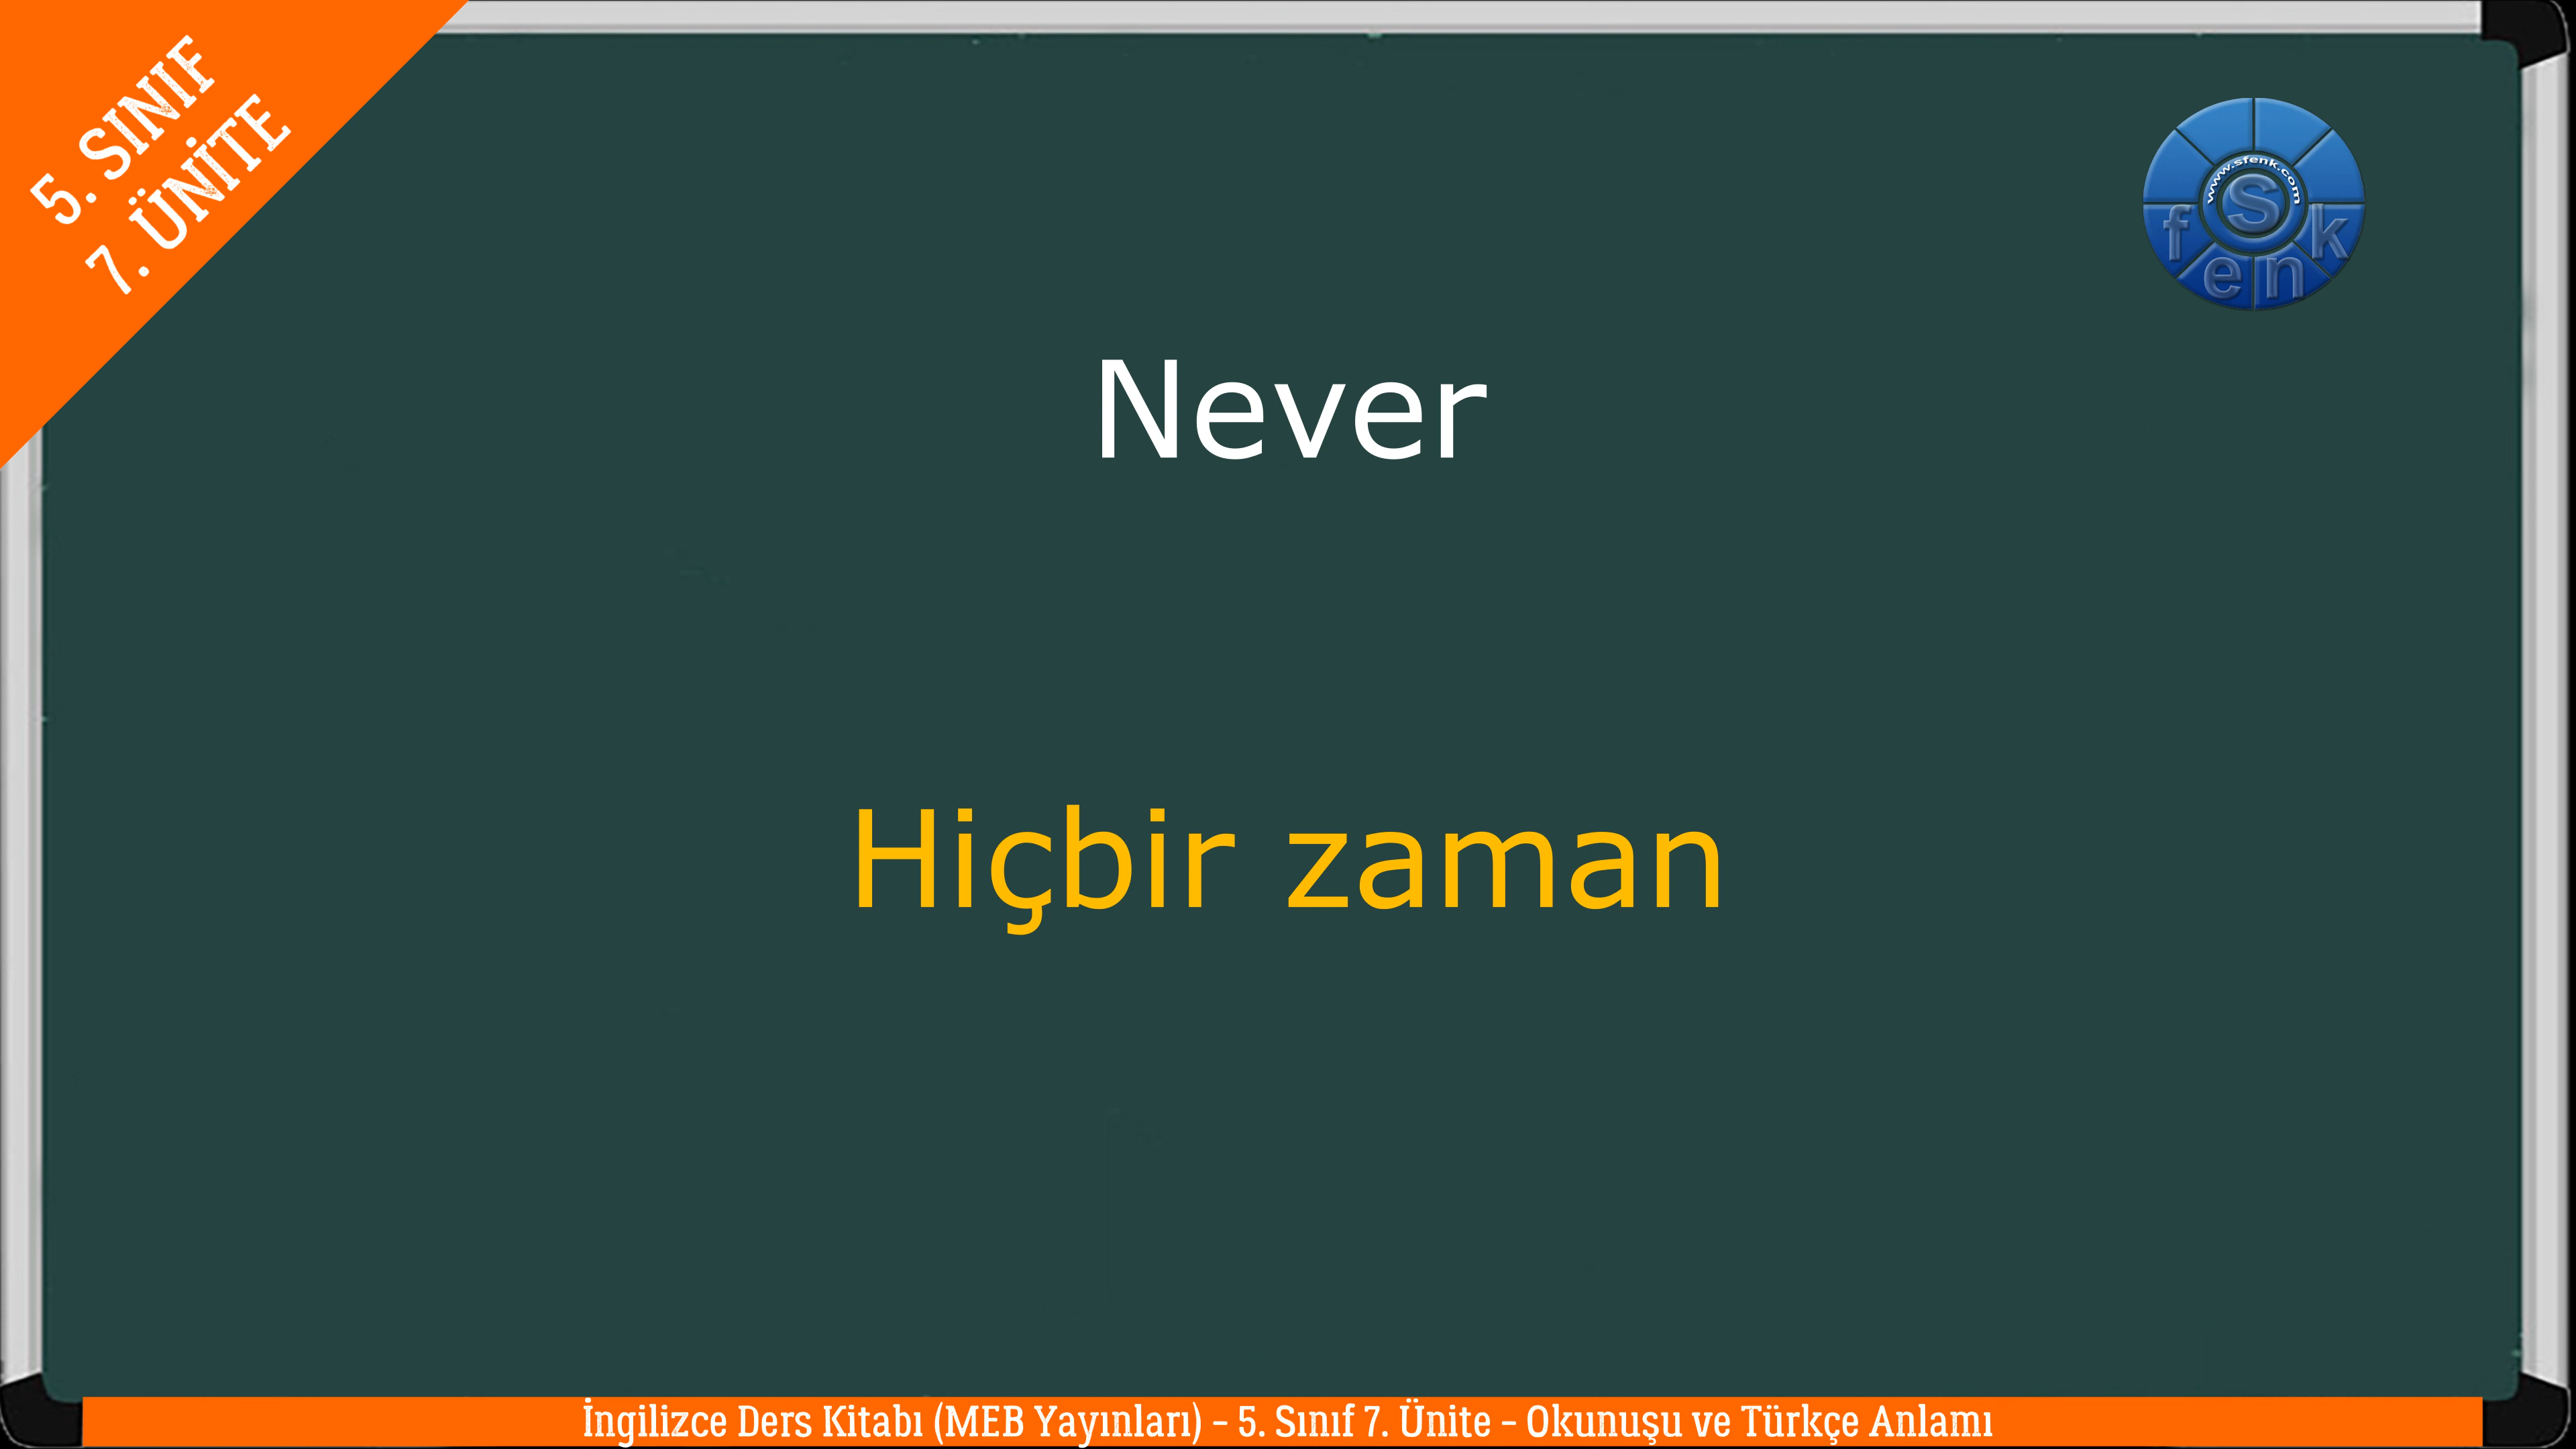 5. SINIF
7. ÜNİTE
www.sfenk.com
S
f e n k
Never
Hiçbir zaman
İngilizce Ders Kitabı (MEB Yayınları) – 5. Sınıf 7. Ünite – Okunuşu ve Türkçe Anlamı